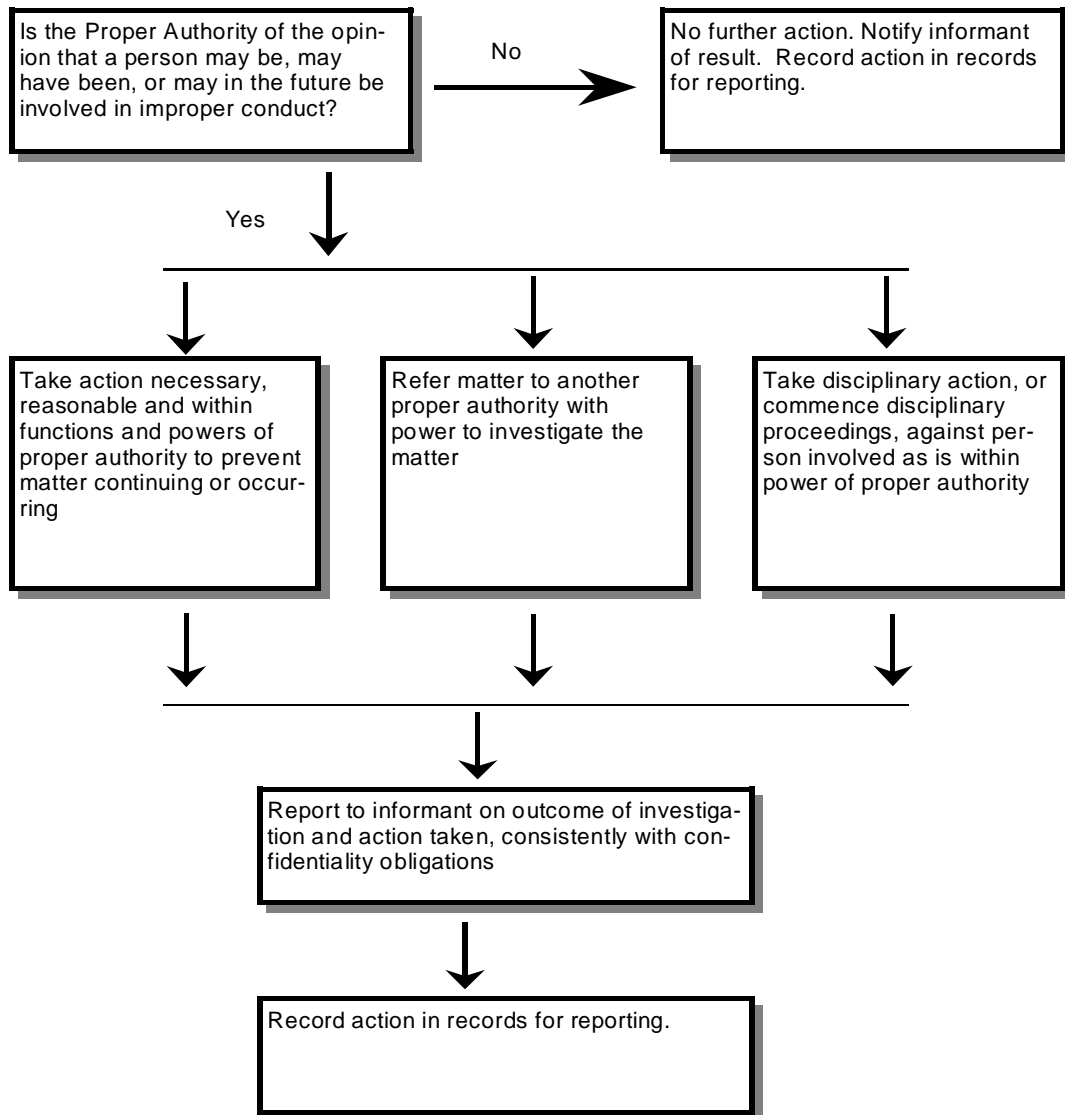 Is the Proper Authority of the opin-
ion that a person may be, may
have been, or may in the future be
involved in improper conduct?
No
No further action. Notify informant
of result.  Record action in records
for reporting.
Yes
Take action necessary,
reasonable and within
functions and powers of
proper authority to prevent
matter continuing or occur-
ring
Refer matter to another
proper authority with
power to investigate the
matter
Take disciplinary action, or
commence disciplinary
proceedings, against per-
son involved as is within
power of proper authority
Report to informant on outcome of investiga-
tion and action taken, consistently with con-
fidentiality obligations
Record action in records for reporting.